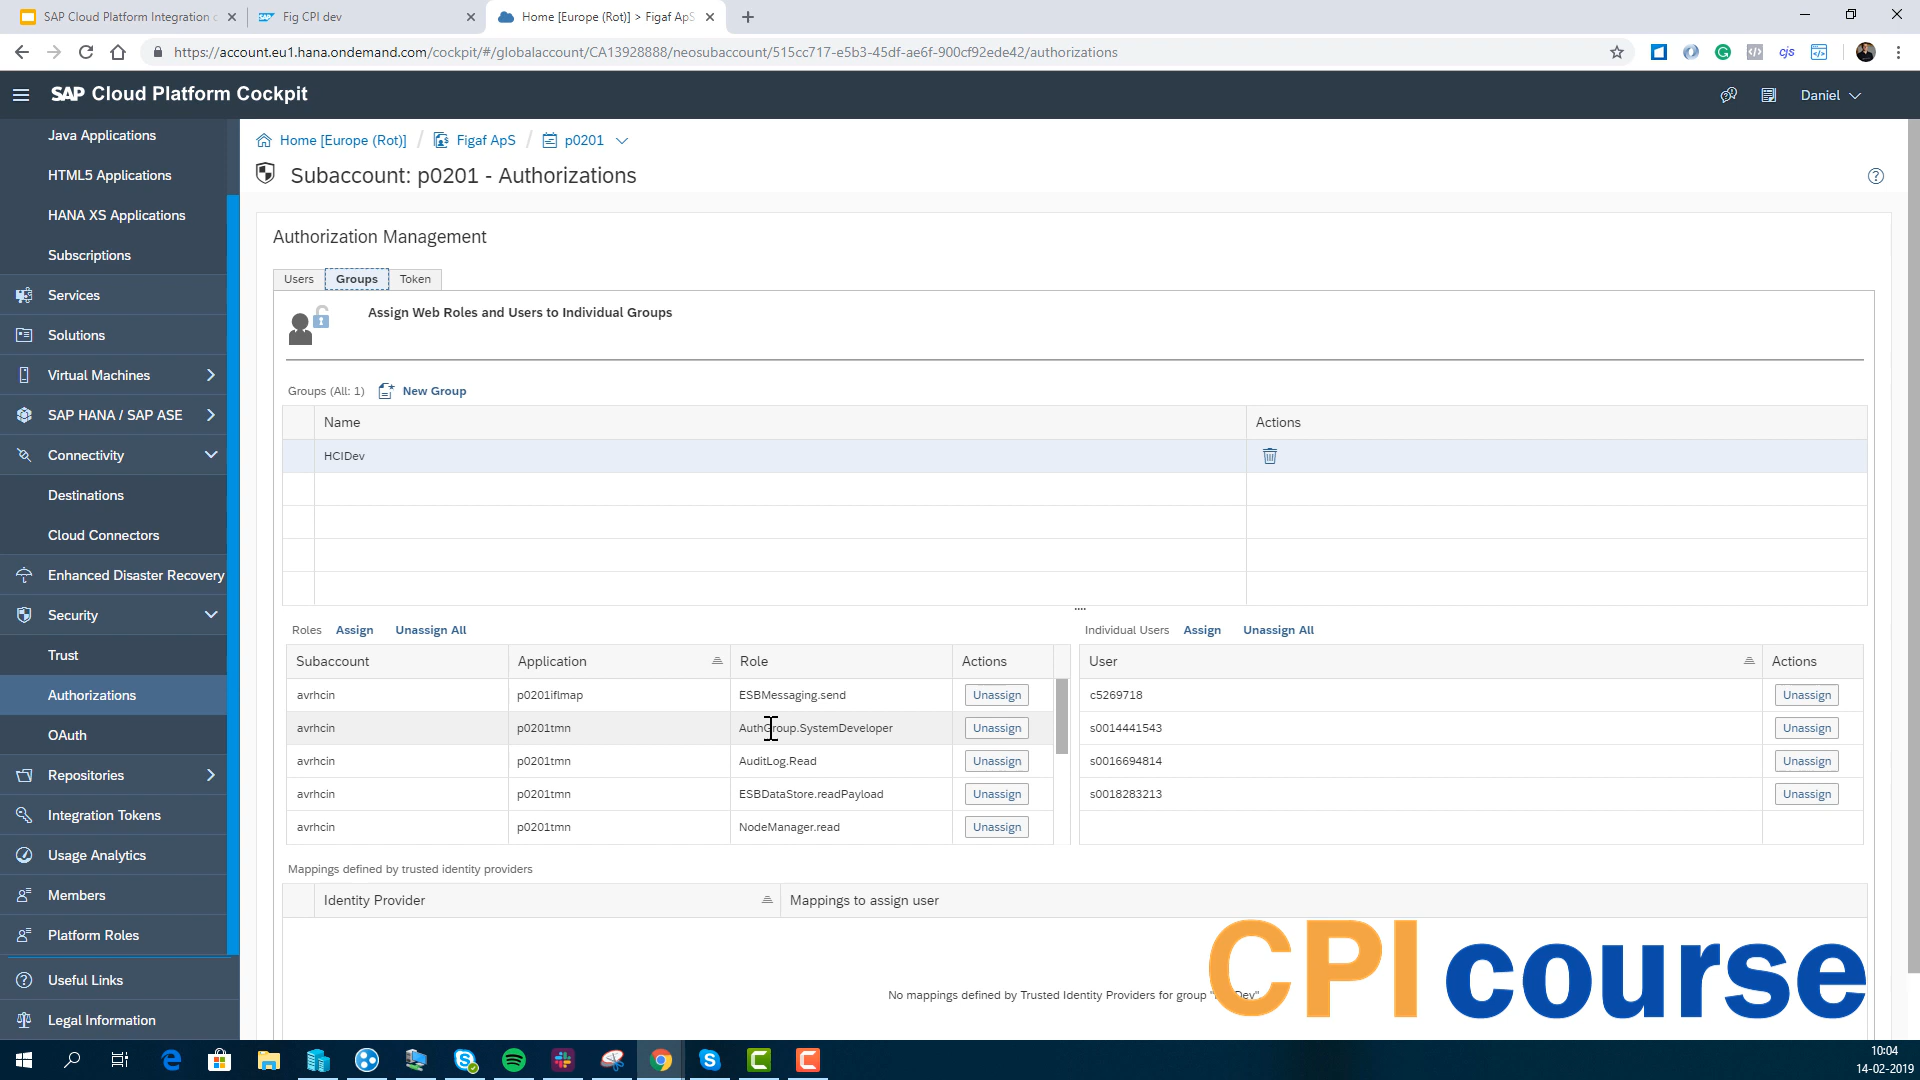 SAP Cloud Platform Integration c
Fig CPI dev
Home [Europe (Rot)] > Figaf ApS
https://account.eu1.hana.ondemand.com/cockpit/#/globalaccount/CA13928888/neosubaccount/515cc717-e5b3-45df-ae6f-900cf92ede42/authorizations
cjs
SAP Cloud Platform Cockpit
Daniel
Java Applications
HTML5 Applications
HANA XS Applications
Subscriptions
Services
Solutions
Virtual Machines
SAP HANA / SAP ASE
Connectivity
Destinations
Cloud Connectors
Enhanced Disaster Recovery
Security
Trust
Authorizations
OAuth
Repositories
Integration Tokens
Usage Analytics
Members
Platform Roles
Useful Links
Legal Information
Home [Europe (Rot)] / Figaf ApS / p0201
Subaccount: p0201 - Authorizations
Authorization Management
Users Groups Token
Assign Web Roles and Users to Individual Groups
Groups (All: 1) New Group
Name Actions
HCIDev
Roles Assign Unassign All
Subaccount Application Role Actions
avrhcin p0201iflmap ESBMessaging.send Unassign
avrhcin p0201tmn AuthGroup.SystemDeveloper Unassign
avrhcin p0201tmn AuditLog.Read Unassign
avrhcin p0201tmn ESBDataStore.readPayload Unassign
avrhcin p0201tmn NodeManager.read Unassign
Individual Users Assign Unassign All
User Actions
c5269718 Unassign
s0014441543 Unassign
s0016694814 Unassign
s0018283213 Unassign
Mappings defined by trusted identity providers
Identity Provider Mappings to assign user
No mappings defined by Trusted Identity Providers for group "
Dev"
CPI course
10:04
14-02-2019